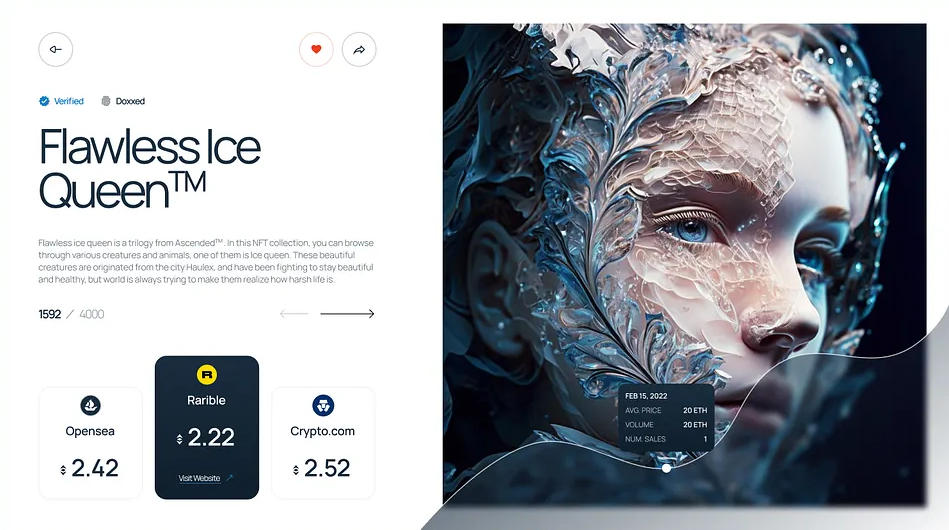 Verified Doxxed
Flawless Ice
Queen™
Flawless ice queen is a trilogy from Ascended™. In this NFT collection, you can browse
through various creatures and animals, one of them is Ice queen. These beautiful
creatures are originated from the city Haulex, and have been fighting to stay beautiful
and healthy, but world is always trying to make them realize how harsh life is.
1592 / 4000
Opensea
2.42
Rarible
2.22
Visit Website
Crypto.com
2.52
FEB 15, 2022
AVG. PRICE 20 ETH
VOLUME 20 ETH
NUM. SALES 1